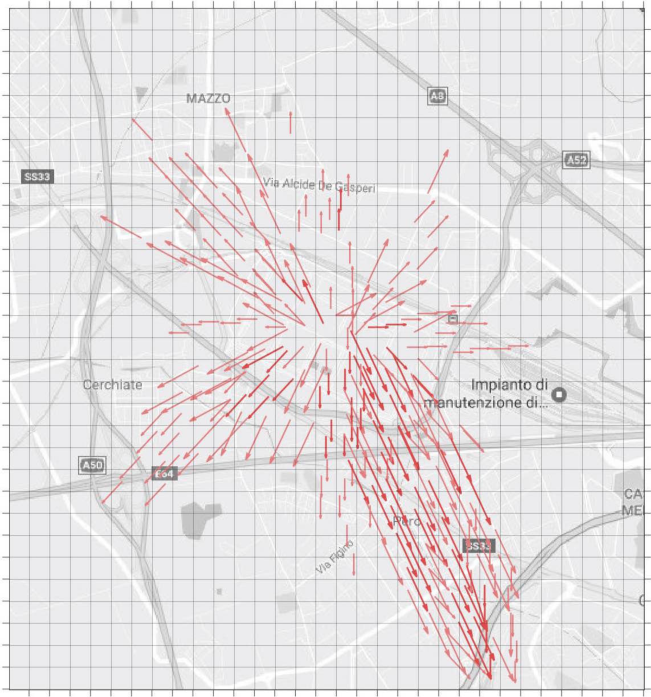 MAZZO
A8
A52
Via Alcide De Gasperi
SS33
Cerchiate
Impianto di
manutenzione di...
A50
E64
CA
ME
Pero
SS33
Via Figino